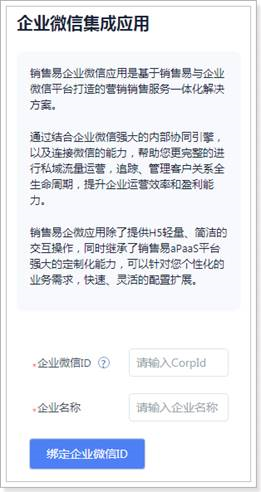 企业微信集成应用
销售易企业微信应用是基于销售易与企业
微信平台打造的营销销售服务一体化解决
方案。
通过结合企业微信强大的内部协同引擎，
以及连接微信的能力，帮助您更完整的进
行私域流量运营，追踪、管理客户关系全
生命周期，提升企业运营效率和盈利能
力。
销售易企微应用除了提供H5轻量、简洁的
交互操作，同时继承了销售易aPaaS平台
强大的定制化能力，可以针对您个性化的
业务需求，快速、灵活的配置扩展。
*企业微信ID ? 请输入CorpId
*企业名称 请输入企业名称
绑定企业微信ID